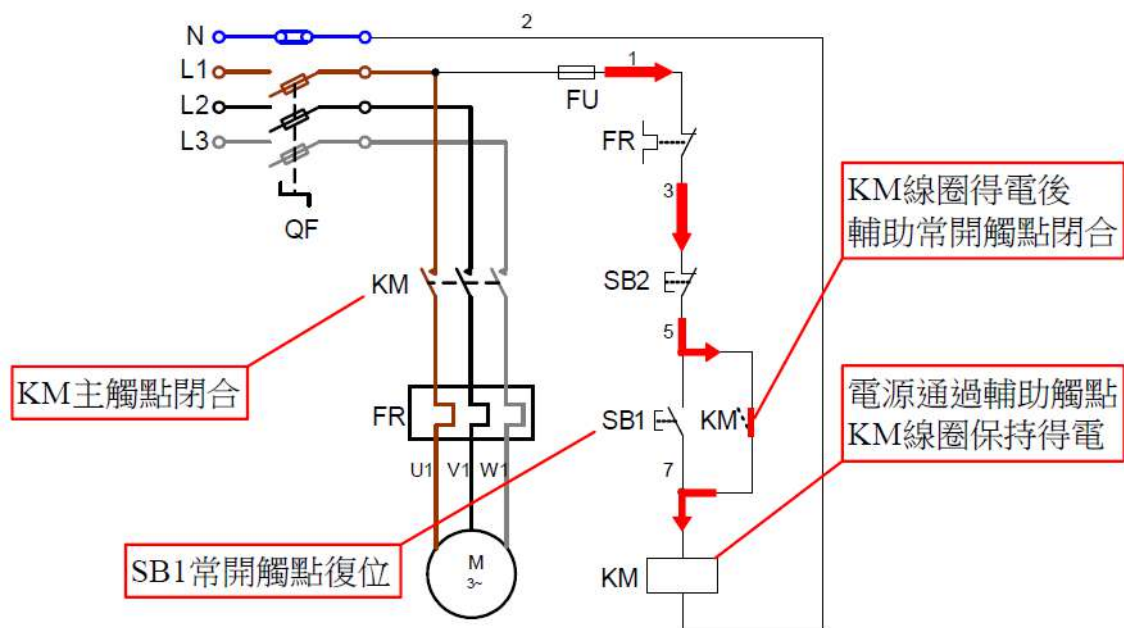 2
N
L1
1
FU
L2
FR
L3
3
KM線圈得電後
輔助常開觸點閉合
QF
KM
SB2
5
KM主觸點閉合
電源通過輔助觸點
KM線圈保持得電
FR
SB1
KM
U1
V1
W1
7
SB1常開觸點復位
M
3~
KM